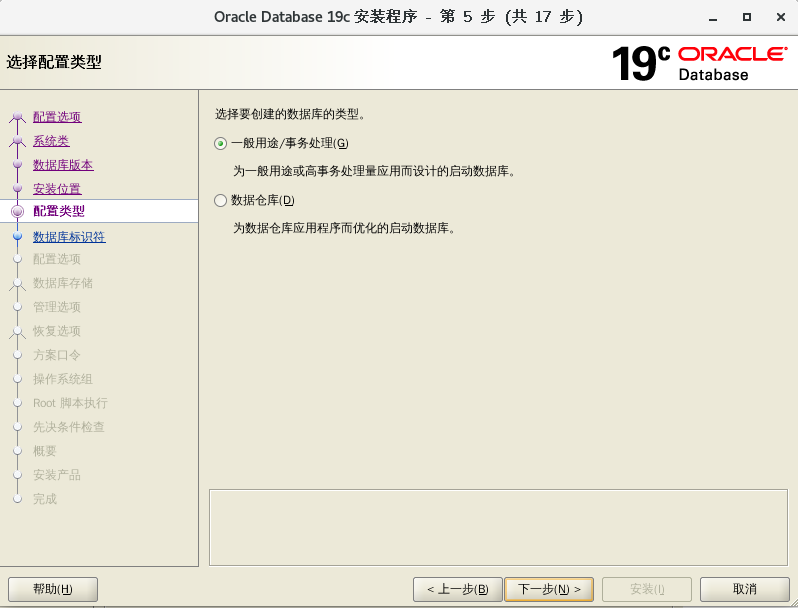 Oracle Database 19c 安装程序 - 第 5 步 (共 17 步)
选择配置类型
19c ORACLE
Database
配置选项
系统类
数据库版本
安装位置
配置类型
数据库标识符
配置选项
数据库存储
管理选项
恢复选项
方案口令
操作系统组
Root 脚本执行
先决条件检查
概要
安装产品
完成
选择要创建的数据库的类型。
一般用途/事务处理(G)
为一般用途或高事务处理量应用而设计的启动数据库。
数据仓库(D)
为数据仓库应用程序而优化的启动数据库。
帮助(H)
< 上一步(B)
下一步(N) >
安装(I)
取消